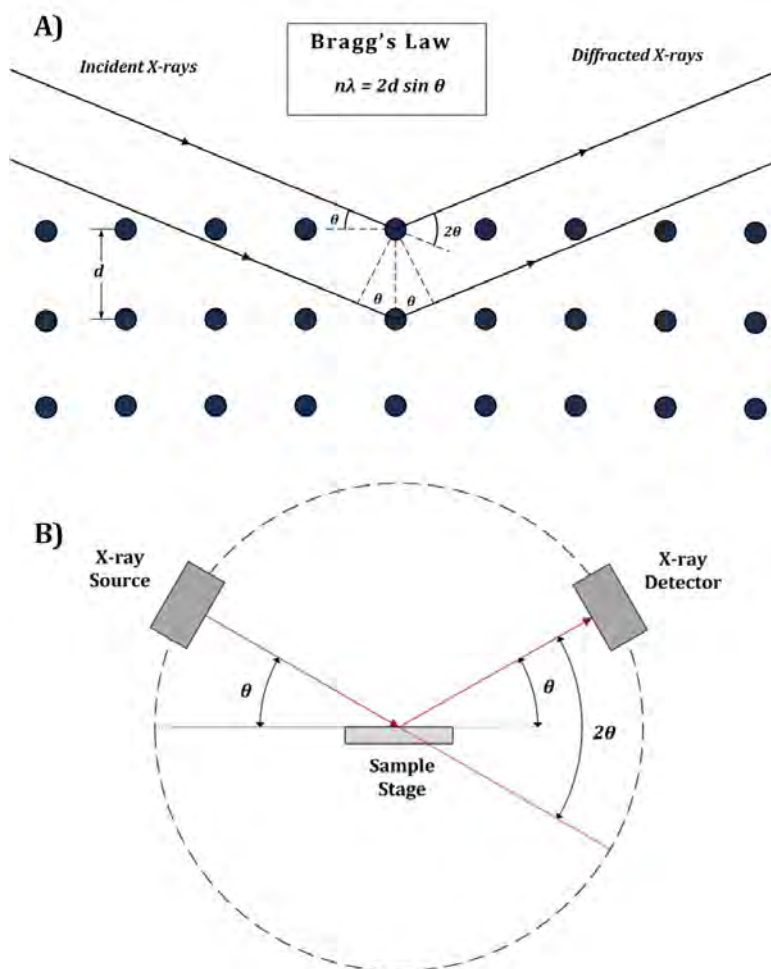 A)
Bragg's Law
nλ = 2d sin θ
Incident X-rays
Diffracted X-rays
θ
2θ
d
θ
θ
B)
X-ray
Source
X-ray
Detector
θ
θ
2θ
Sample
Stage